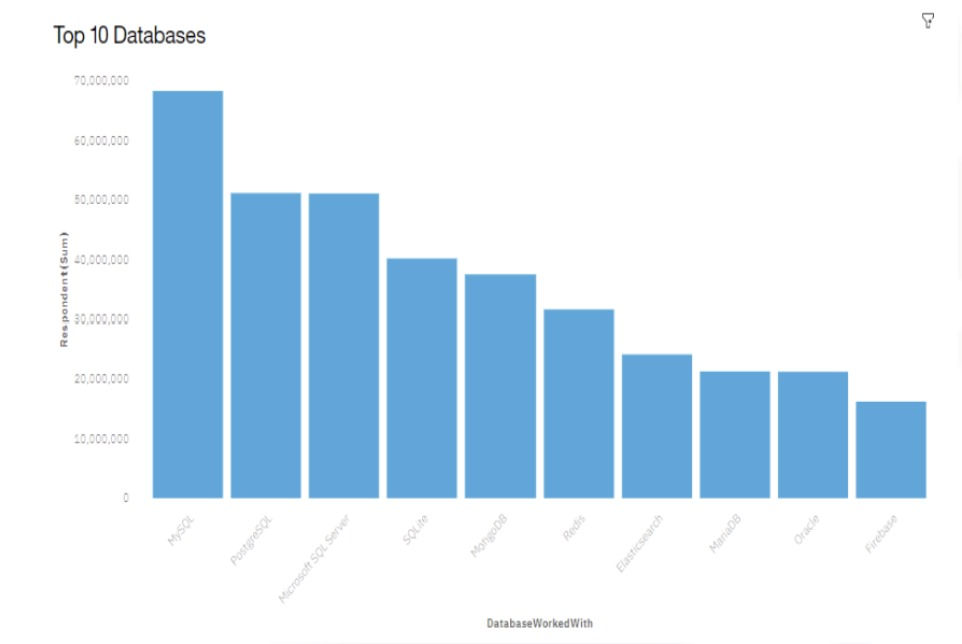 Top 10 Databases
70,000,000
60,000,000
50,000,000
40,000,000
30,000,000
20,000,000
10,000,000
0
Respondent (Sum)
MySQL
PostgreSQL
Microsoft SQL Server
SQLite
MongoDB
Redis
Elasticsearch
MariaDB
Oracle
Firebase
DatabaseWorkedWith